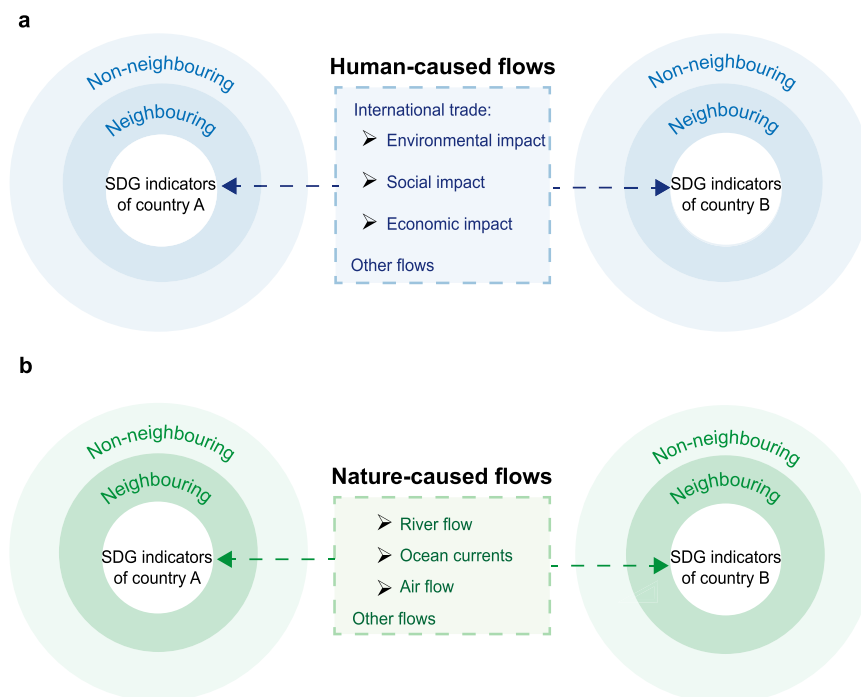 a
Non-neighbouring
Neighbouring
SDG indicators
of country A
Human-caused flows
International trade:
Environmental impact
Social impact
Economic impact
Other flows
Non-neighbouring
Neighbouring
SDG indicators
of country B
b
Non-neighbouring
Neighbouring
SDG indicators
of country A
Nature-caused flows
River flow
Ocean currents
Air flow
Other flows
Non-neighbouring
Neighbouring
SDG indicators
of country B